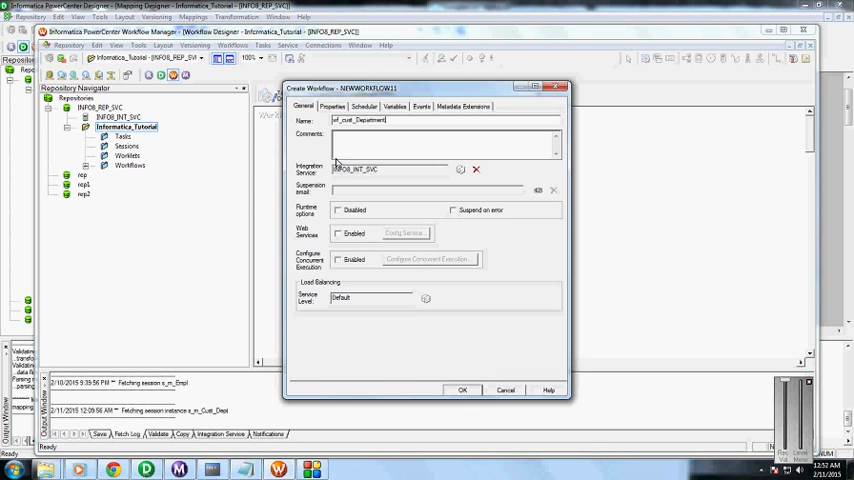 Informatica PowerCenter Designer - [Mapping Designer - Informatica_Tutorial - [INFO8_REP_SVC]]
Repository Edit View Layout Versioning Mappings Transformation Window Help
Informatica PowerCenter Workflow Manager - [Workflow Designer - Informatica_Tutorial - [INFO8_REP_SVC]]
Repository Edit View Tools Layout Versioning Workflows Tasks Service Connections Window Help
Informatica_Tutorial - [INFO8_REP_SVC]
100%
Repository Navigator
Repositories
INFO8_REP_SVC
INFO8_INT_SVC
Informatica_Tutorial
Tasks
Sessions
Worklets
Workflows
rep
rep1
rep2
Create Workflow - NEWWORKFLOW11
General Properties Scheduler Variables Events Metadata Extensions
Name: wf_cust_Department
Comments:
Integration Service: INFO8_INT_SVC
Suspension email:
Runtime options Disabled Suspend on error
Web Services: Enabled Config Service...
Configure Concurrent Execution: Enabled Configure Concurrent Execution...
Load Balancing
Service Level: Default
OK Cancel Help
2/10/2015 9:39:56 PM ** Fetching session s_m_Empl
2/11/2015 12:09:56 AM ** Fetching session instance s_m_Cust_Dept
Save Fetch Log Validate Copy Integration Service Notifications
Output Window
Ready
Ready
NUM
12:52 AM
2/11/2015